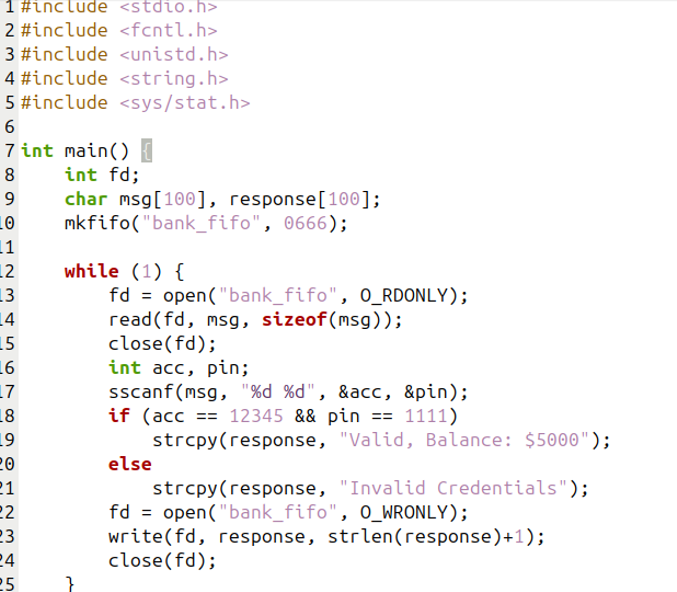 1 #include <stdio.h>
2 #include <fcntl.h>
3 #include <unistd.h>
4 #include <string.h>
5 #include <sys/stat.h>
6
7 int main() {
8     int fd;
9     char msg[100], response[100];
10     mkfifo("bank_fifo", 0666);
11
12     while (1) {
13         fd = open("bank_fifo", O_RDONLY);
14         read(fd, msg, sizeof(msg));
15         close(fd);
16         int acc, pin;
17         sscanf(msg, "%d %d", &acc, &pin);
18         if (acc == 12345 && pin == 1111)
19             strcpy(response, "Valid, Balance: $5000");
20         else
21             strcpy(response, "Invalid Credentials");
22         fd = open("bank_fifo", O_WRONLY);
23         write(fd, response, strlen(response)+1);
24         close(fd);
25     }